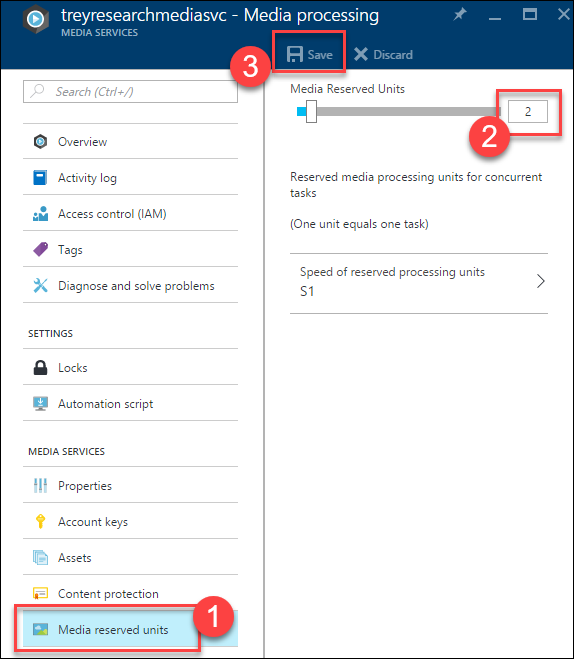 treyresearchmediasvc - Media processing
MEDIA SERVICES
3
Save
Discard
Search (Ctrl+/)
Overview
Activity log
Access control (IAM)
Tags
Diagnose and solve problems
SETTINGS
Locks
Automation script
MEDIA SERVICES
Properties
Account keys
Assets
Content protection
Media reserved units
1
Media Reserved Units
2
2
Reserved media processing units for concurrent
tasks
(One unit equals one task)
Speed of reserved processing units
S1